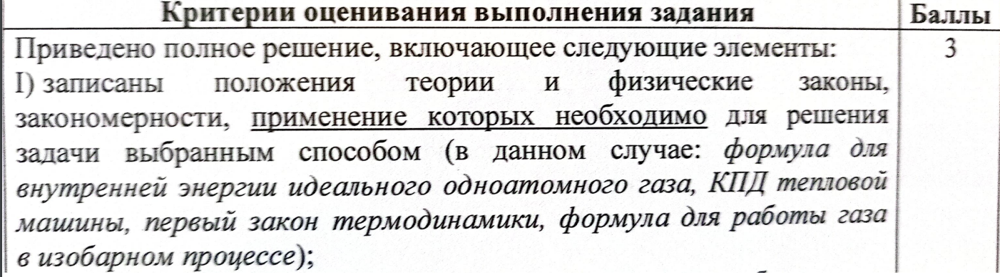 Критерии оценивания выполнения задания Баллы
Приведено полное решение, включающее следующие элементы: 3
I) записаны положения теории и физические законы,
закономерности, применение которых необходимо для решения
задачи выбранным способом (в данном случае: формула для
внутренней энергии идеального одноатомного газа, КПД тепловой
машины, первый закон термодинамики, формула для работы газа
в изобарном процессе);